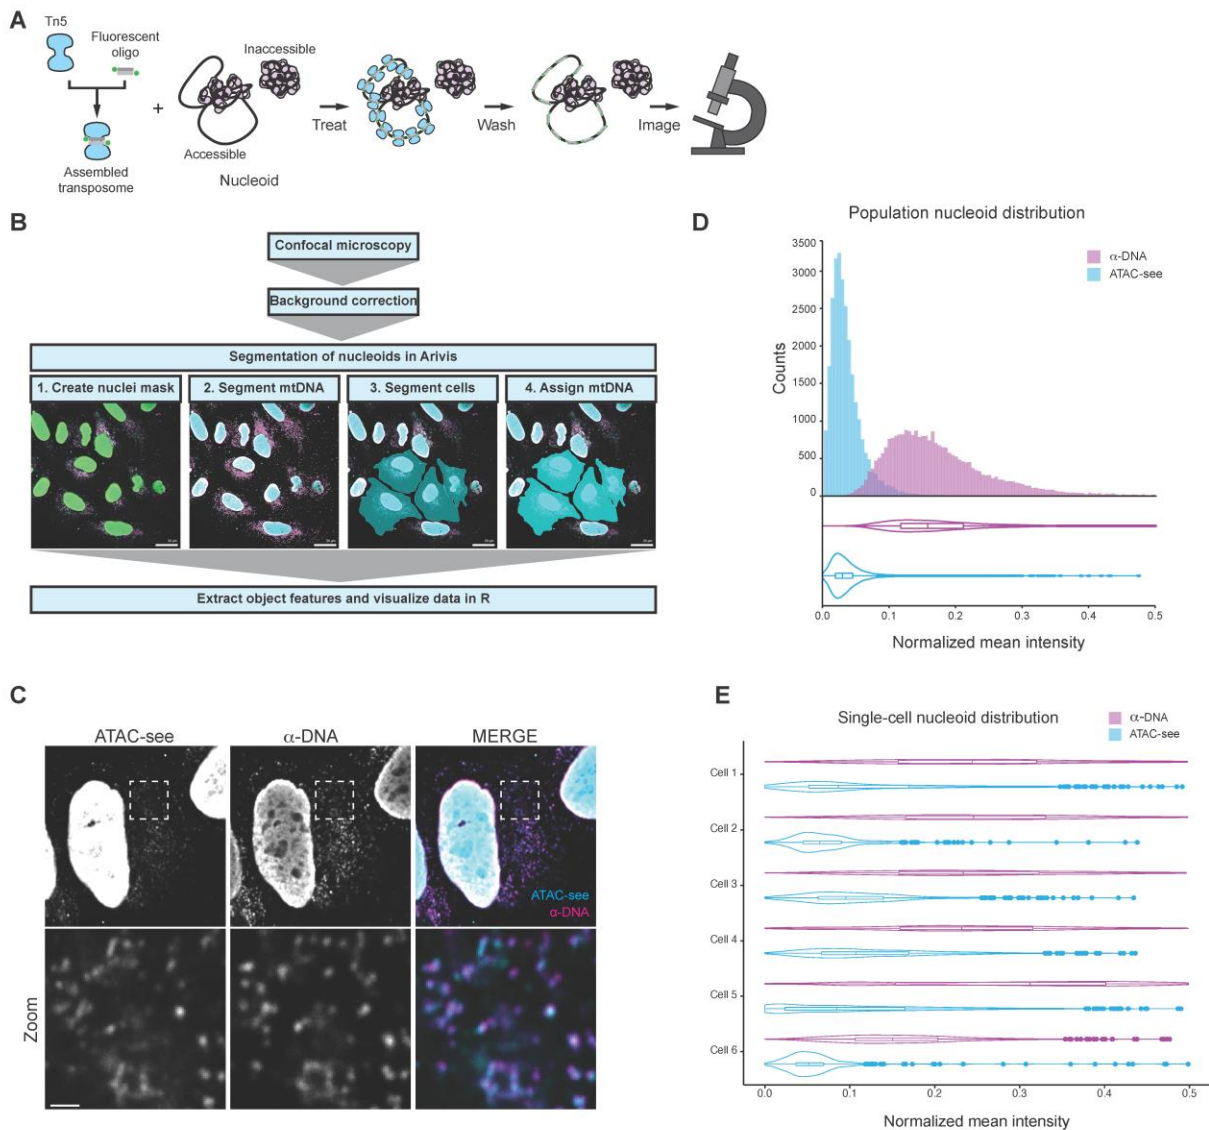 A
Tn5
Fluorescent
oligo
Inaccessible
+
Accessible
Treat
Wash
Image
Assembled
transposome
Nucleoid
B
Confocal microscopy
Background correction
Segmentation of nucleoids in Arivis
1. Create nuclei mask
2. Segment mtDNA
3. Segment cells
4. Assign mtDNA
Extract object features and visualize data in R
C
ATAC-see
α-DNA
MERGE
ATAC-see
α-DNA
Zoom
D
Population nucleoid distribution
α-DNA
ATAC-see
3500
3000
2500
2000
1500
1000
500
0
Counts
0.0 0.1 0.2 0.3 0.4 0.5
Normalized mean intensity
E
Single-cell nucleoid distribution
α-DNA
ATAC-see
Cell 1
Cell 2
Cell 3
Cell 4
Cell 5
Cell 6
0.0 0.1 0.2 0.3 0.4 0.5
Normalized mean intensity